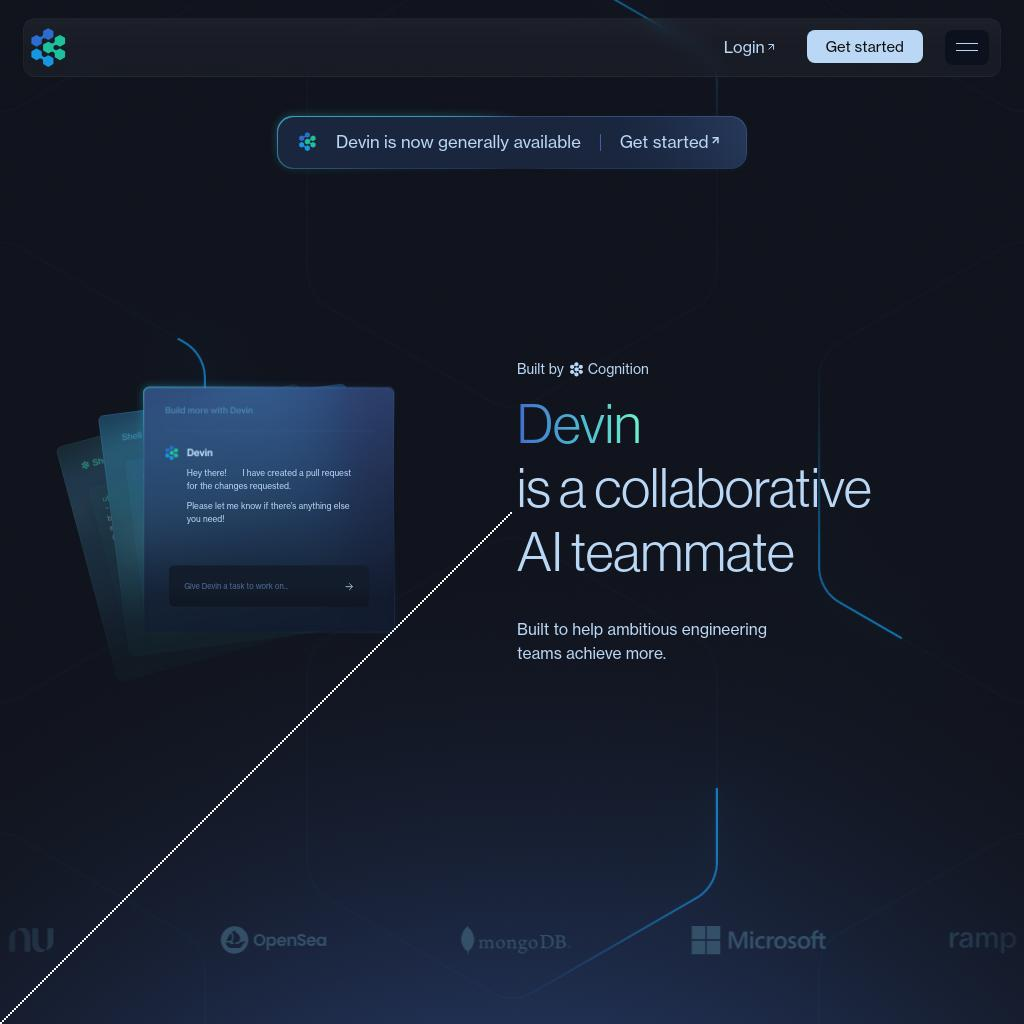 Login
Get started
Devin is now generally available
Get started
Built by Cognition
Devin
is a collaborative
AI teammate
Built to help ambitious engineering
teams achieve more.
Build more with Devin
Shell
Devin
Hey there! I have created a pull request
for the changes requested.
Please let me know if there's anything else
you need!
Give Devin a task to work on...
nu
OpenSea
mongoDB.
Microsoft
ramp